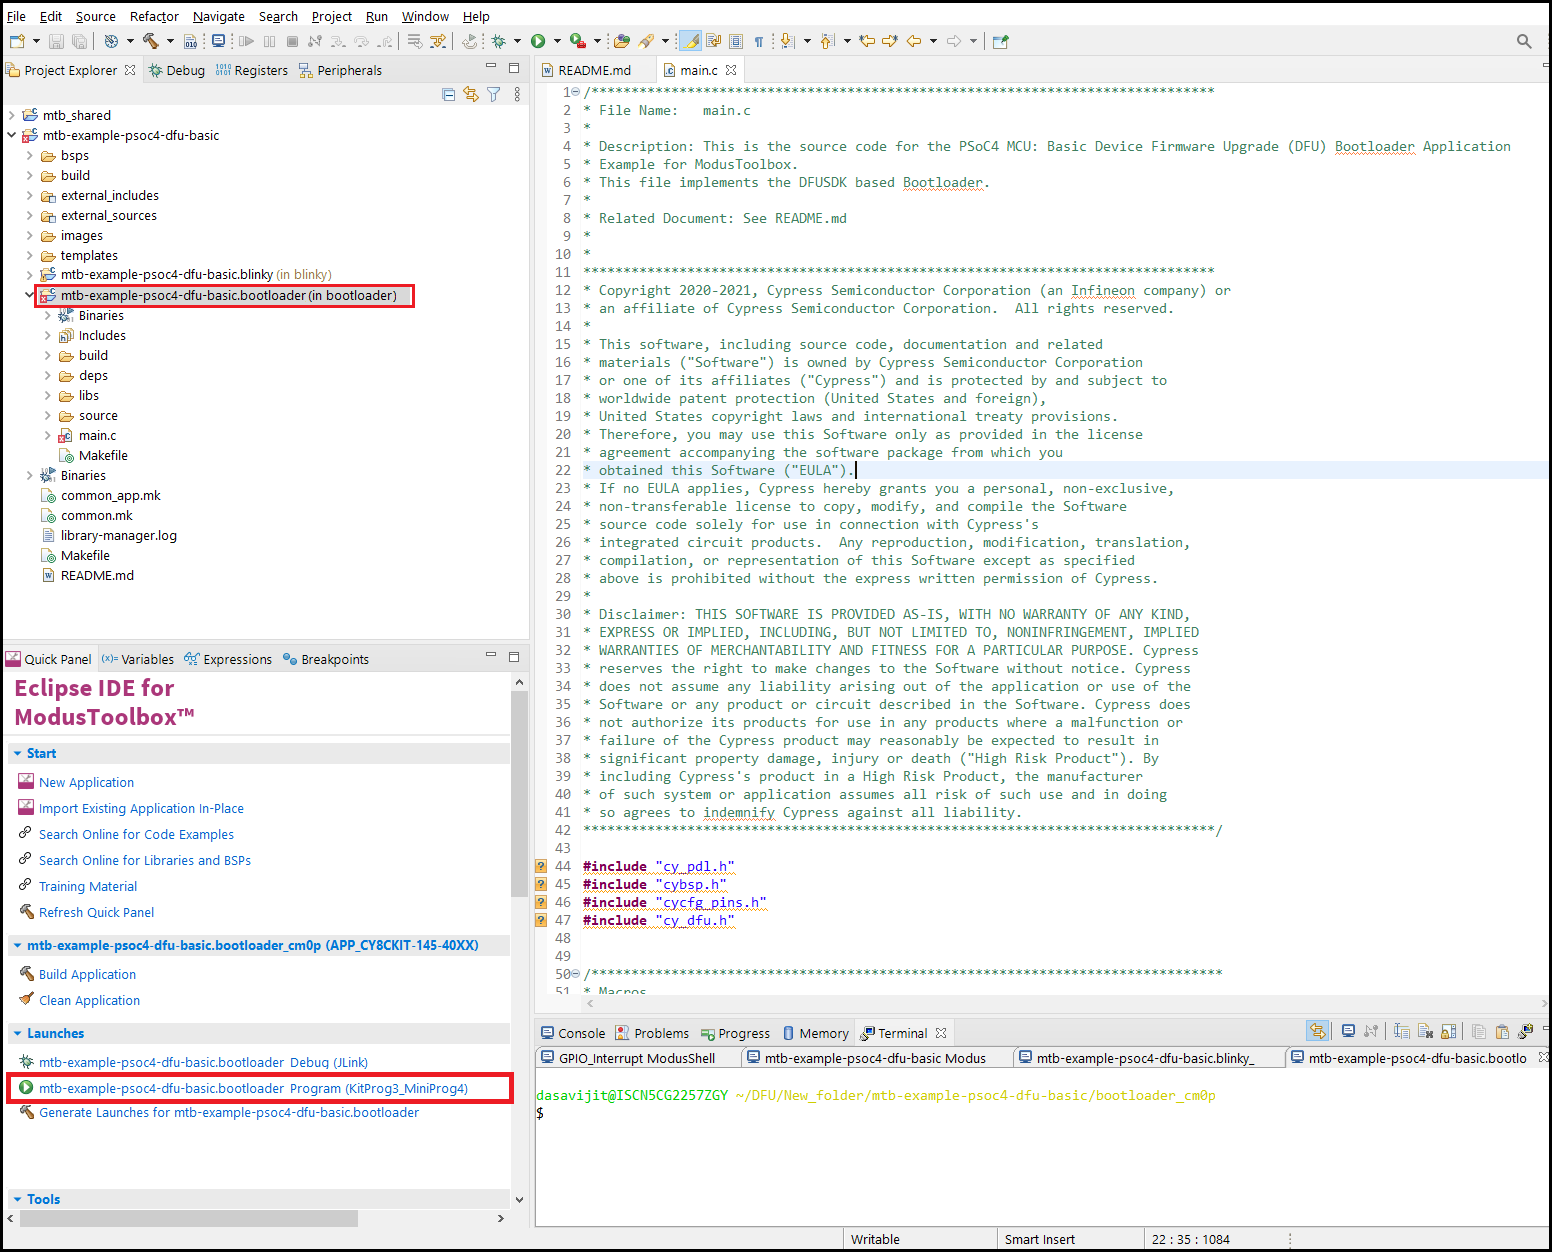 File Edit Source Refactor Navigate Search Project Run Window Help
Project Explorer Debug Registers Peripherals
mtb_shared
mtb-example-psoc4-dfu-basic
bsps
build
external_includes
external_sources
images
templates
mtb-example-psoc4-dfu-basic.blinky (in blinky)
mtb-example-psoc4-dfu-basic.bootloader (in bootloader)
Binaries
Includes
build
deps
libs
source
main.c
Makefile
Binaries
common_app.mk
common.mk
library-manager.log
Makefile
README.md
Quick Panel (x)= Variables Expressions Breakpoints
Eclipse IDE for
ModusToolbox™
Start
New Application
Import Existing Application In-Place
Search Online for Code Examples
Search Online for Libraries and BSPs
Training Material
Refresh Quick Panel
mtb-example-psoc4-dfu-basic.bootloader_cm0p (APP_CY8CKIT-145-40XX)
Build Application
Clean Application
Launches
mtb-example-psoc4-dfu-basic.bootloader Debug (JLink)
mtb-example-psoc4-dfu-basic.bootloader Program (KitProg3_MiniProg4)
Generate Launches for mtb-example-psoc4-dfu-basic.bootloader
Tools
README.md main.c
1 /******************************************************************************
2 * File Name:   main.c
3 *
4 * Description: This is the source code for the PSoC4 MCU: Basic Device Firmware Upgrade (DFU) Bootloader Application
5 * Example for ModusToolbox.
6 * This file implements the DFUSDK based Bootloader.
7 *
8 * Related Document: See README.md
9 *
10 *
11 *******************************************************************************
12 * Copyright 2020-2021, Cypress Semiconductor Corporation (an Infineon company) or
13 * an affiliate of Cypress Semiconductor Corporation.  All rights reserved.
14 *
15 * This software, including source code, documentation and related
16 * materials ("Software") is owned by Cypress Semiconductor Corporation
17 * or one of its affiliates ("Cypress") and is protected by and subject to
18 * worldwide patent protection (United States and foreign),
19 * United States copyright laws and international treaty provisions.
20 * Therefore, you may use this Software only as provided in the license
21 * agreement accompanying the software package from which you
22 * obtained this Software ("EULA").
23 * If no EULA applies, Cypress hereby grants you a personal, non-exclusive,
24 * non-transferable license to copy, modify, and compile the Software
25 * source code solely for use in connection with Cypress's
26 * integrated circuit products.  Any reproduction, modification, translation,
27 * compilation, or representation of this Software except as specified
28 * above is prohibited without the express written permission of Cypress.
29 *
30 * Disclaimer: THIS SOFTWARE IS PROVIDED AS-IS, WITH NO WARRANTY OF ANY KIND,
31 * EXPRESS OR IMPLIED, INCLUDING, BUT NOT LIMITED TO, NONINFRINGEMENT, IMPLIED
32 * WARRANTIES OF MERCHANTABILITY AND FITNESS FOR A PARTICULAR PURPOSE. Cypress
33 * reserves the right to make changes to the Software without notice. Cypress
34 * does not assume any liability arising out of the application or use of the
35 * Software or any product or circuit described in the Software. Cypress does
36 * not authorize its products for use in any products where a malfunction or
37 * failure of the Cypress product may reasonably be expected to result in
38 * significant property damage, injury or death ("High Risk Product"). By
39 * including Cypress's product in a High Risk Product, the manufacturer
40 * of such system or application assumes all risk of such use and in doing
41 * so agrees to indemnify Cypress against all liability.
42 *******************************************************************************/
43
44 #include "cy_pdl.h"
45 #include "cybsp.h"
46 #include "cycfg_pins.h"
47 #include "cy_dfu.h"
48
49
50 /*******************************************************************************
51 * Macros
Console Problems Progress Memory Terminal
GPIO_Interrupt ModusShell mtb-example-psoc4-dfu-basic Modus mtb-example-psoc4-dfu-basic.blinky_ mtb-example-psoc4-dfu-basic.bootlo
dasavijit@ISCN5CG2257ZGY ~/DFU/New_folder/mtb-example-psoc4-dfu-basic/bootloader_cm0p
$
Writable Smart Insert 22 : 35 : 1084